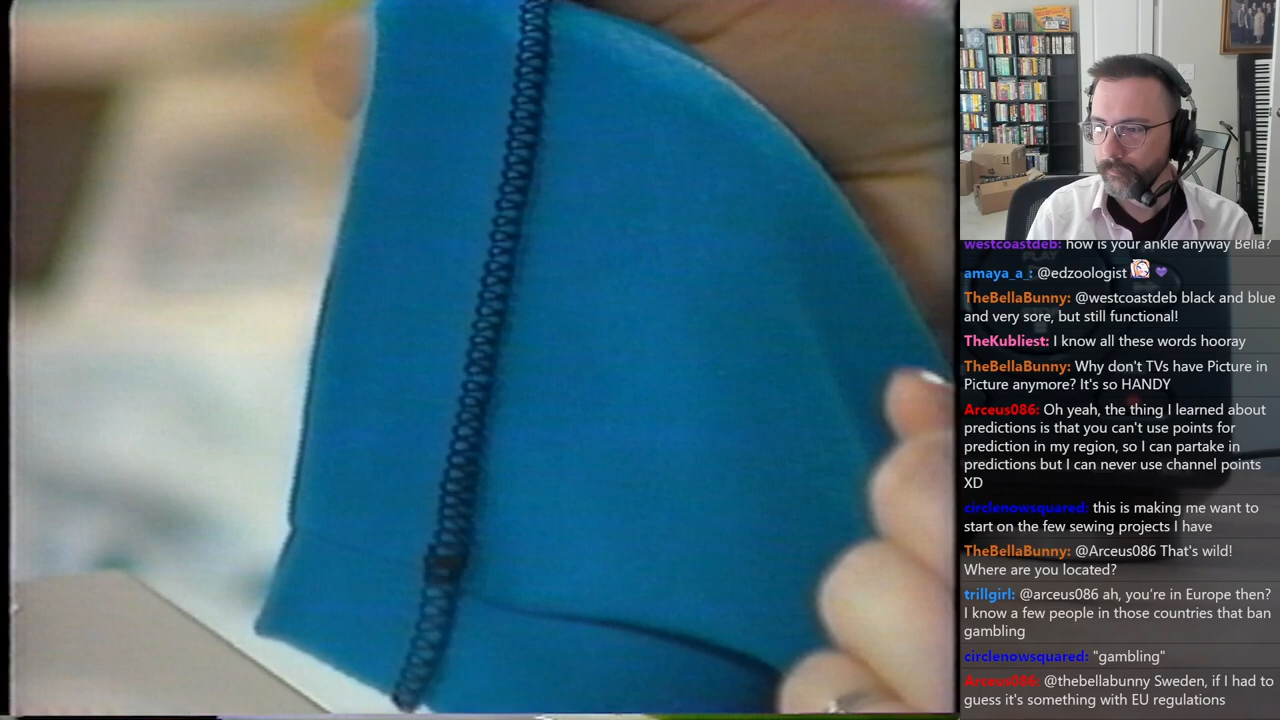 westcoastdeb: how is your ankle anyway Bella?
amaya_a_: @edzoologist
TheBellaBunny: @westcoastdeb black and blue
and very sore, but still functional!
TheKubliest: I know all these words hooray
TheBellaBunny: Why don't TVs have Picture in
Picture anymore? It's so HANDY
Arceus086: Oh yeah, the thing I learned about
predictions is that you can't use points for
prediction in my region, so I can partake in
predictions but I can never use channel points
XD
circlenowsquared: this is making me want to
start on the few sewing projects I have
TheBellaBunny: @Arceus086 That's wild!
Where are you located?
trillgirl: @arceus086 ah, you're in Europe then?
I know a few people in those countries that ban
gambling
circlenowsquared: "gambling"
Arceus086: @thebellabunny Sweden, if I had to
guess it's something with EU regulations